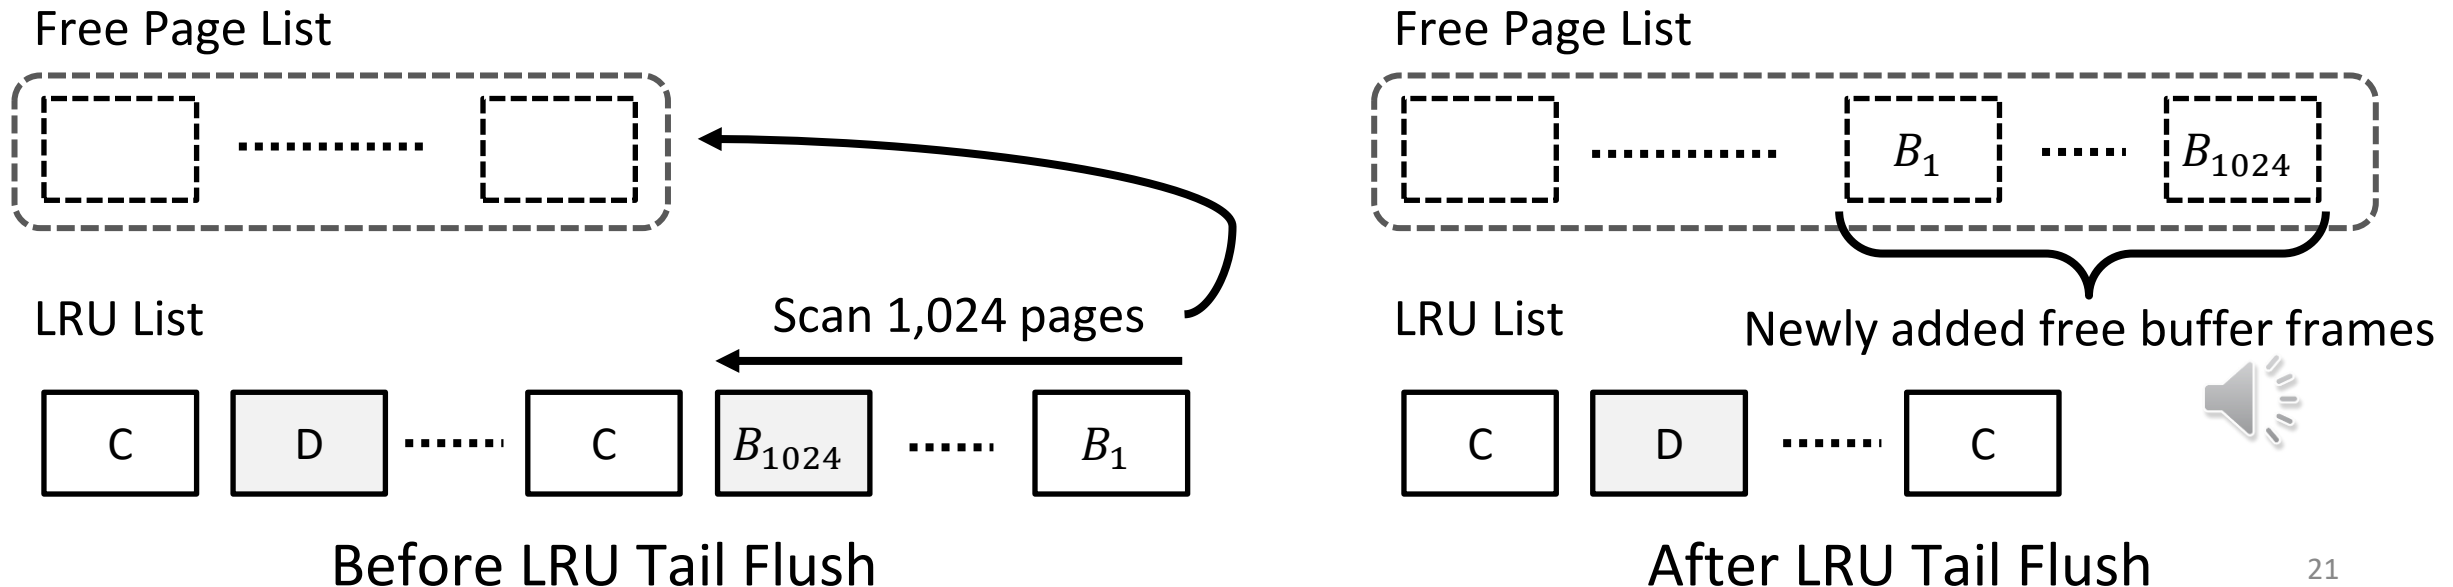 Free Page List
Scan 1,024 pages
LRU List
C D C B₁₀₂₄ B₁
Before LRU Tail Flush
Free Page List
B₁ B₁₀₂₄
Newly added free buffer frames
LRU List
C D C
After LRU Tail Flush
21